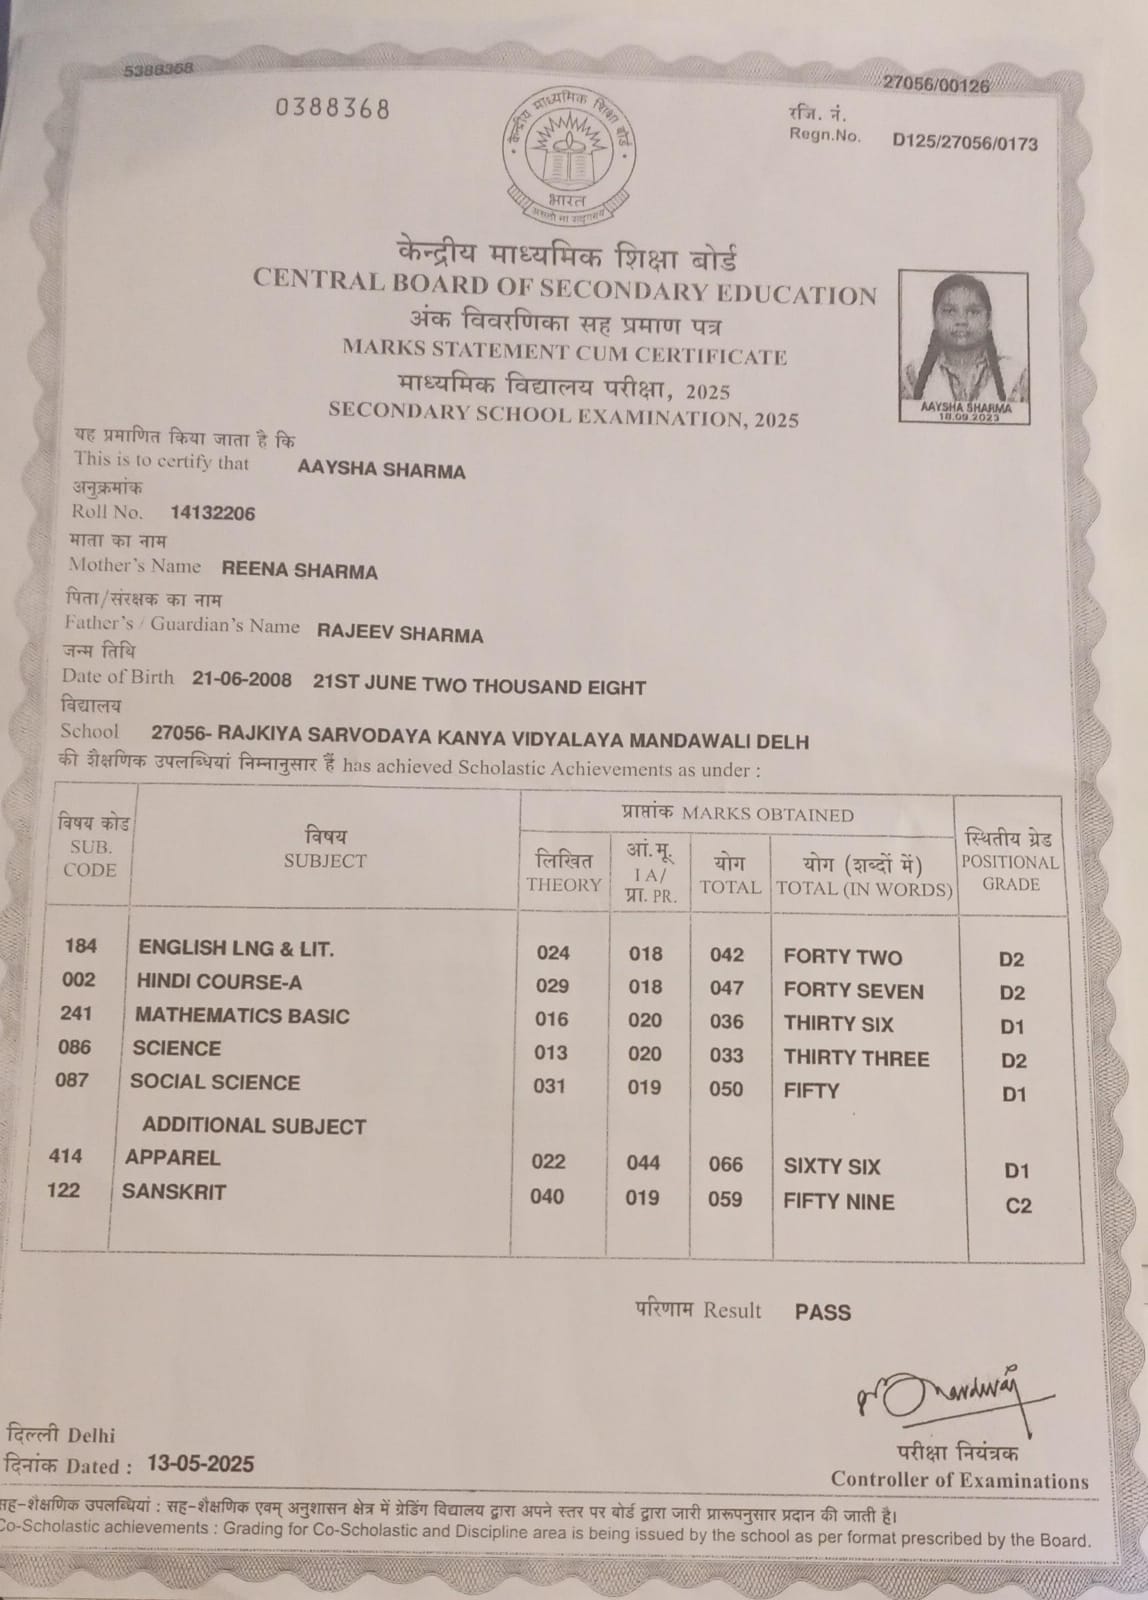 5388368
27056/00126
0388368
रजि. नं.
Regn.No. D125/27056/0173
केन्द्रीय माध्यमिक शिक्षा बोर्ड
भारत
असतो मा सद्गमय
केन्द्रीय माध्यमिक शिक्षा बोर्ड
CENTRAL BOARD OF SECONDARY EDUCATION
अंक विवरणिका सह प्रमाण पत्र
MARKS STATEMENT CUM CERTIFICATE
माध्यमिक विद्यालय परीक्षा, 2025
SECONDARY SCHOOL EXAMINATION, 2025
AAYSHA SHARMA
18.09.2023
यह प्रमाणित किया जाता है कि
This is to certify that AAYSHA SHARMA
अनुक्रमांक
Roll No. 14132206
माता का नाम
Mother's Name REENA SHARMA
पिता/संरक्षक का नाम
Father's / Guardian's Name RAJEEV SHARMA
जन्म तिथि
Date of Birth 21-06-2008 21ST JUNE TWO THOUSAND EIGHT
विद्यालय
School 27056- RAJKIYA SARVODAYA KANYA VIDYALAYA MANDAWALI DELH
की शैक्षणिक उपलब्धियां निम्नानुसार हैं has achieved Scholastic Achievements as under :
विषय कोड SUB. CODE विषय SUBJECT प्राप्तांक MARKS OBTAINED स्थितीय ग्रेड POSITIONAL GRADE
लिखित THEORY आं.मू. IA/ प्रा. PR. योग TOTAL योग (शब्दों में) TOTAL (IN WORDS)
184 ENGLISH LNG & LIT. 024 018 042 FORTY TWO D2
002 HINDI COURSE-A 029 018 047 FORTY SEVEN D2
241 MATHEMATICS BASIC 016 020 036 THIRTY SIX D1
086 SCIENCE 013 020 033 THIRTY THREE D2
087 SOCIAL SCIENCE 031 019 050 FIFTY D1
ADDITIONAL SUBJECT
414 APPAREL 022 044 066 SIXTY SIX D1
122 SANSKRIT 040 019 059 FIFTY NINE C2
परिणाम Result PASS
दिल्ली Delhi
दिनांक Dated : 13-05-2025
परीक्षा नियंत्रक
Controller of Examinations
सह-शैक्षणिक उपलब्धियां : सह-शैक्षणिक एवम् अनुशासन क्षेत्र में ग्रेडिंग विद्यालय द्वारा अपने स्तर पर बोर्ड द्वारा जारी प्रारूपनुसार प्रदान की जाती है।
Co-Scholastic achievements : Grading for Co-Scholastic and Discipline area is being issued by the school as per format prescribed by the Board.